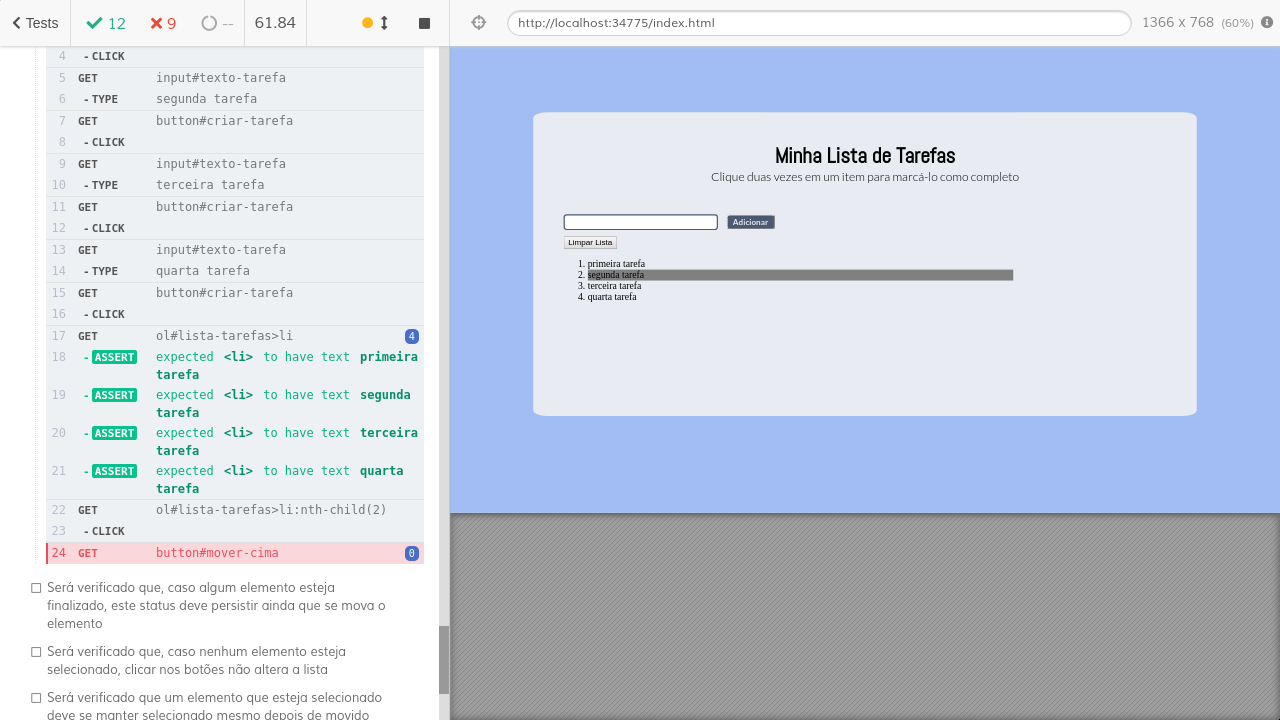 Tests 12 9 -- 61.84
http://localhost:34775/index.html 1366 x 768 (60%)
4 - CLICK
5 GET input#texto-tarefa
6 - TYPE segunda tarefa
7 GET button#criar-tarefa
8 - CLICK
9 GET input#texto-tarefa
10 - TYPE terceira tarefa
11 GET button#criar-tarefa
12 - CLICK
13 GET input#texto-tarefa
14 - TYPE quarta tarefa
15 GET button#criar-tarefa
16 - CLICK
17 GET ol#lista-tarefas>li 4
18 - ASSERT expected <li> to have text primeira
tarefa
19 - ASSERT expected <li> to have text segunda
tarefa
20 - ASSERT expected <li> to have text terceira
tarefa
21 - ASSERT expected <li> to have text quarta
tarefa
22 GET ol#lista-tarefas>li:nth-child(2)
23 - CLICK
24 GET button#mover-cima 0
Será verificado que, caso algum elemento esteja
finalizado, este status deve persistir ainda que se mova o
elemento
Será verificado que, caso nenhum elemento esteja
selecionado, clicar nos botões não altera a lista
Será verificado que um elemento que esteja selecionado
deve se manter selecionado mesmo depois de movido
Minha Lista de Tarefas
Clique duas vezes em um item para marcá-lo como completo
Adicionar
Limpar Lista
1. primeira tarefa
2. segunda tarefa
3. terceira tarefa
4. quarta tarefa